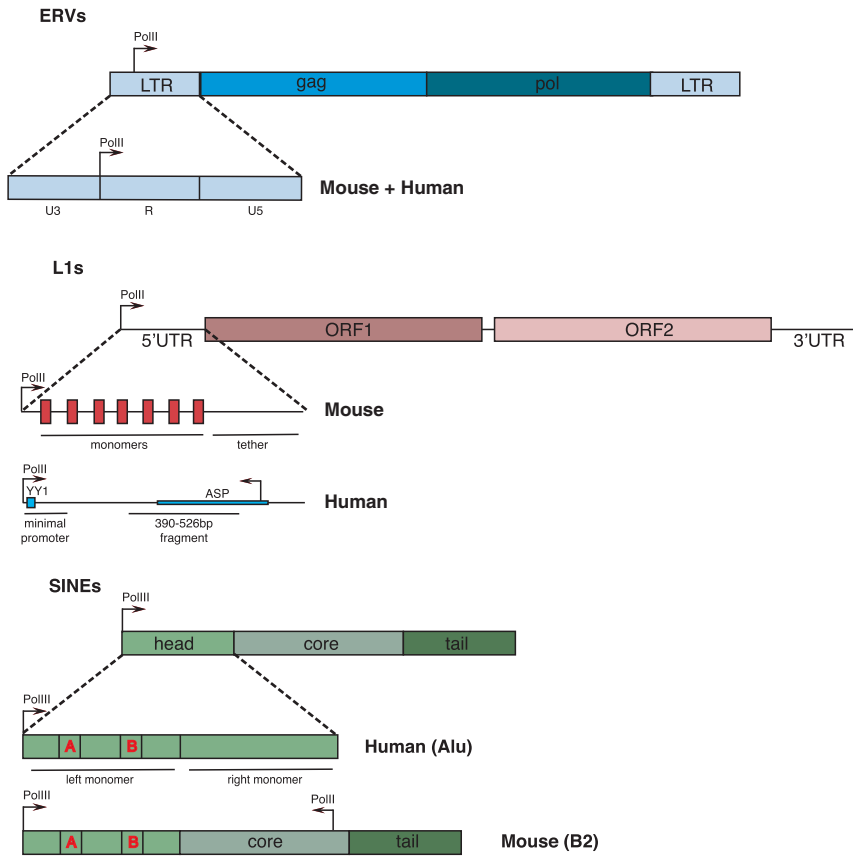 ERVs
PolII
LTR gag pol LTR
PolII
Mouse + Human
U3 R U5
L1s
PolII
5'UTR ORF1 ORF2 3'UTR
PolII
Mouse
monomers tether
PolII
YY1 ASP
Human
minimal promoter
390-526bp fragment
SINEs
PolIII
head core tail
PolIII
A B
Human (Alu)
left monomer right monomer
PolIII PolII
A B core tail
Mouse (B2)